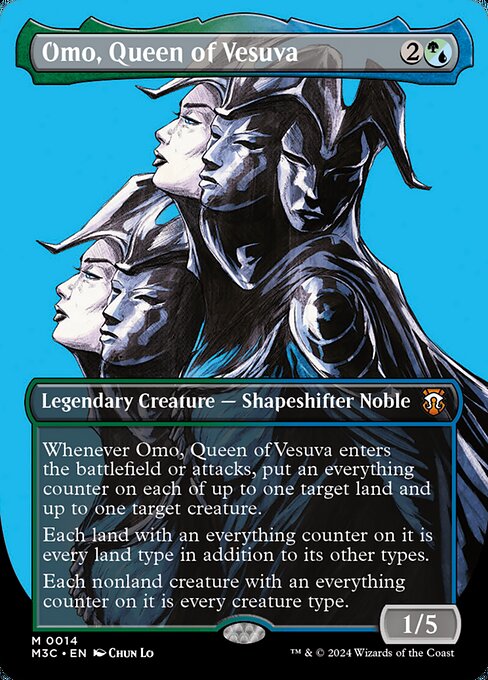 Omo, Queen of Vesuva 2
Legendary Creature — Shapeshifter Noble
Whenever Omo, Queen of Vesuva enters
the battlefield or attacks, put an everything
counter on each of up to one target land and
up to one target creature.
Each land with an everything counter on it is
every land type in addition to its other types.
Each nonland creature with an everything
counter on it is every creature type.
1/5
M 0014
M3C • EN Chun Lo
™ & © 2024 Wizards of the Coast